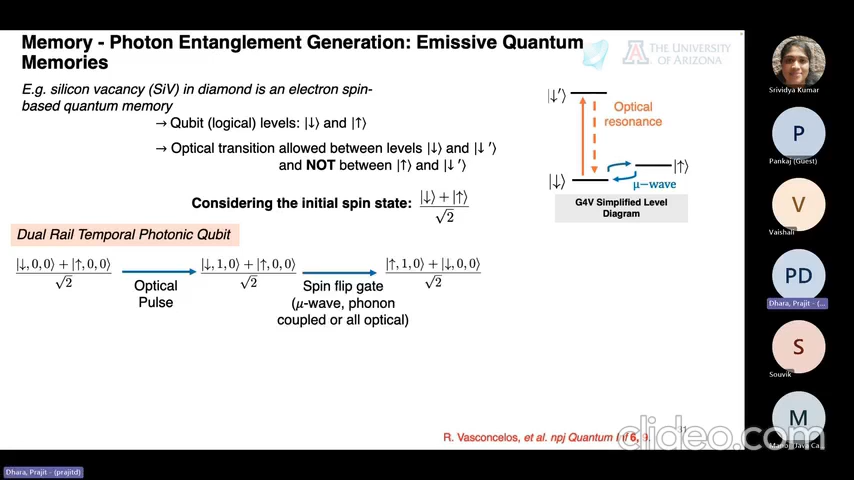 Memory - Photon Entanglement Generation: Emissive Quantum
Memories
THE UNIVERSITY
OF ARIZONA
E.g. silicon vacancy (SiV) in diamond is an electron spin-
based quantum memory
→ Qubit (logical) levels: |↓⟩ and |↑⟩
→ Optical transition allowed between levels |↓⟩ and |↓′⟩
and NOT between |↑⟩ and |↓′⟩
Considering the initial spin state: (|↓⟩ + |↑⟩)/√2
|↓′⟩
Optical
resonance
|↑⟩
|↓⟩
μ−wave
G4V Simplified Level
Diagram
Dual Rail Temporal Photonic Qubit
(|↓, 0, 0⟩ + |↑, 0, 0⟩)/√2
Optical
Pulse
(|↓, 1, 0⟩ + |↑, 0, 0⟩)/√2
Spin flip gate
(μ-wave, phonon
coupled or all optical)
(|↑, 1, 0⟩ + |↓, 0, 0⟩)/√2
R. Vasconcelos, et al. npj Quantum Inf 6, 9.
31
clideo.com
Srividya Kumar
P
Pankaj (Guest)
V
Vaishali
PD
Dhara, Prajit - (...
S
Souvik
M
Dhara, Prajit - (prajitd)